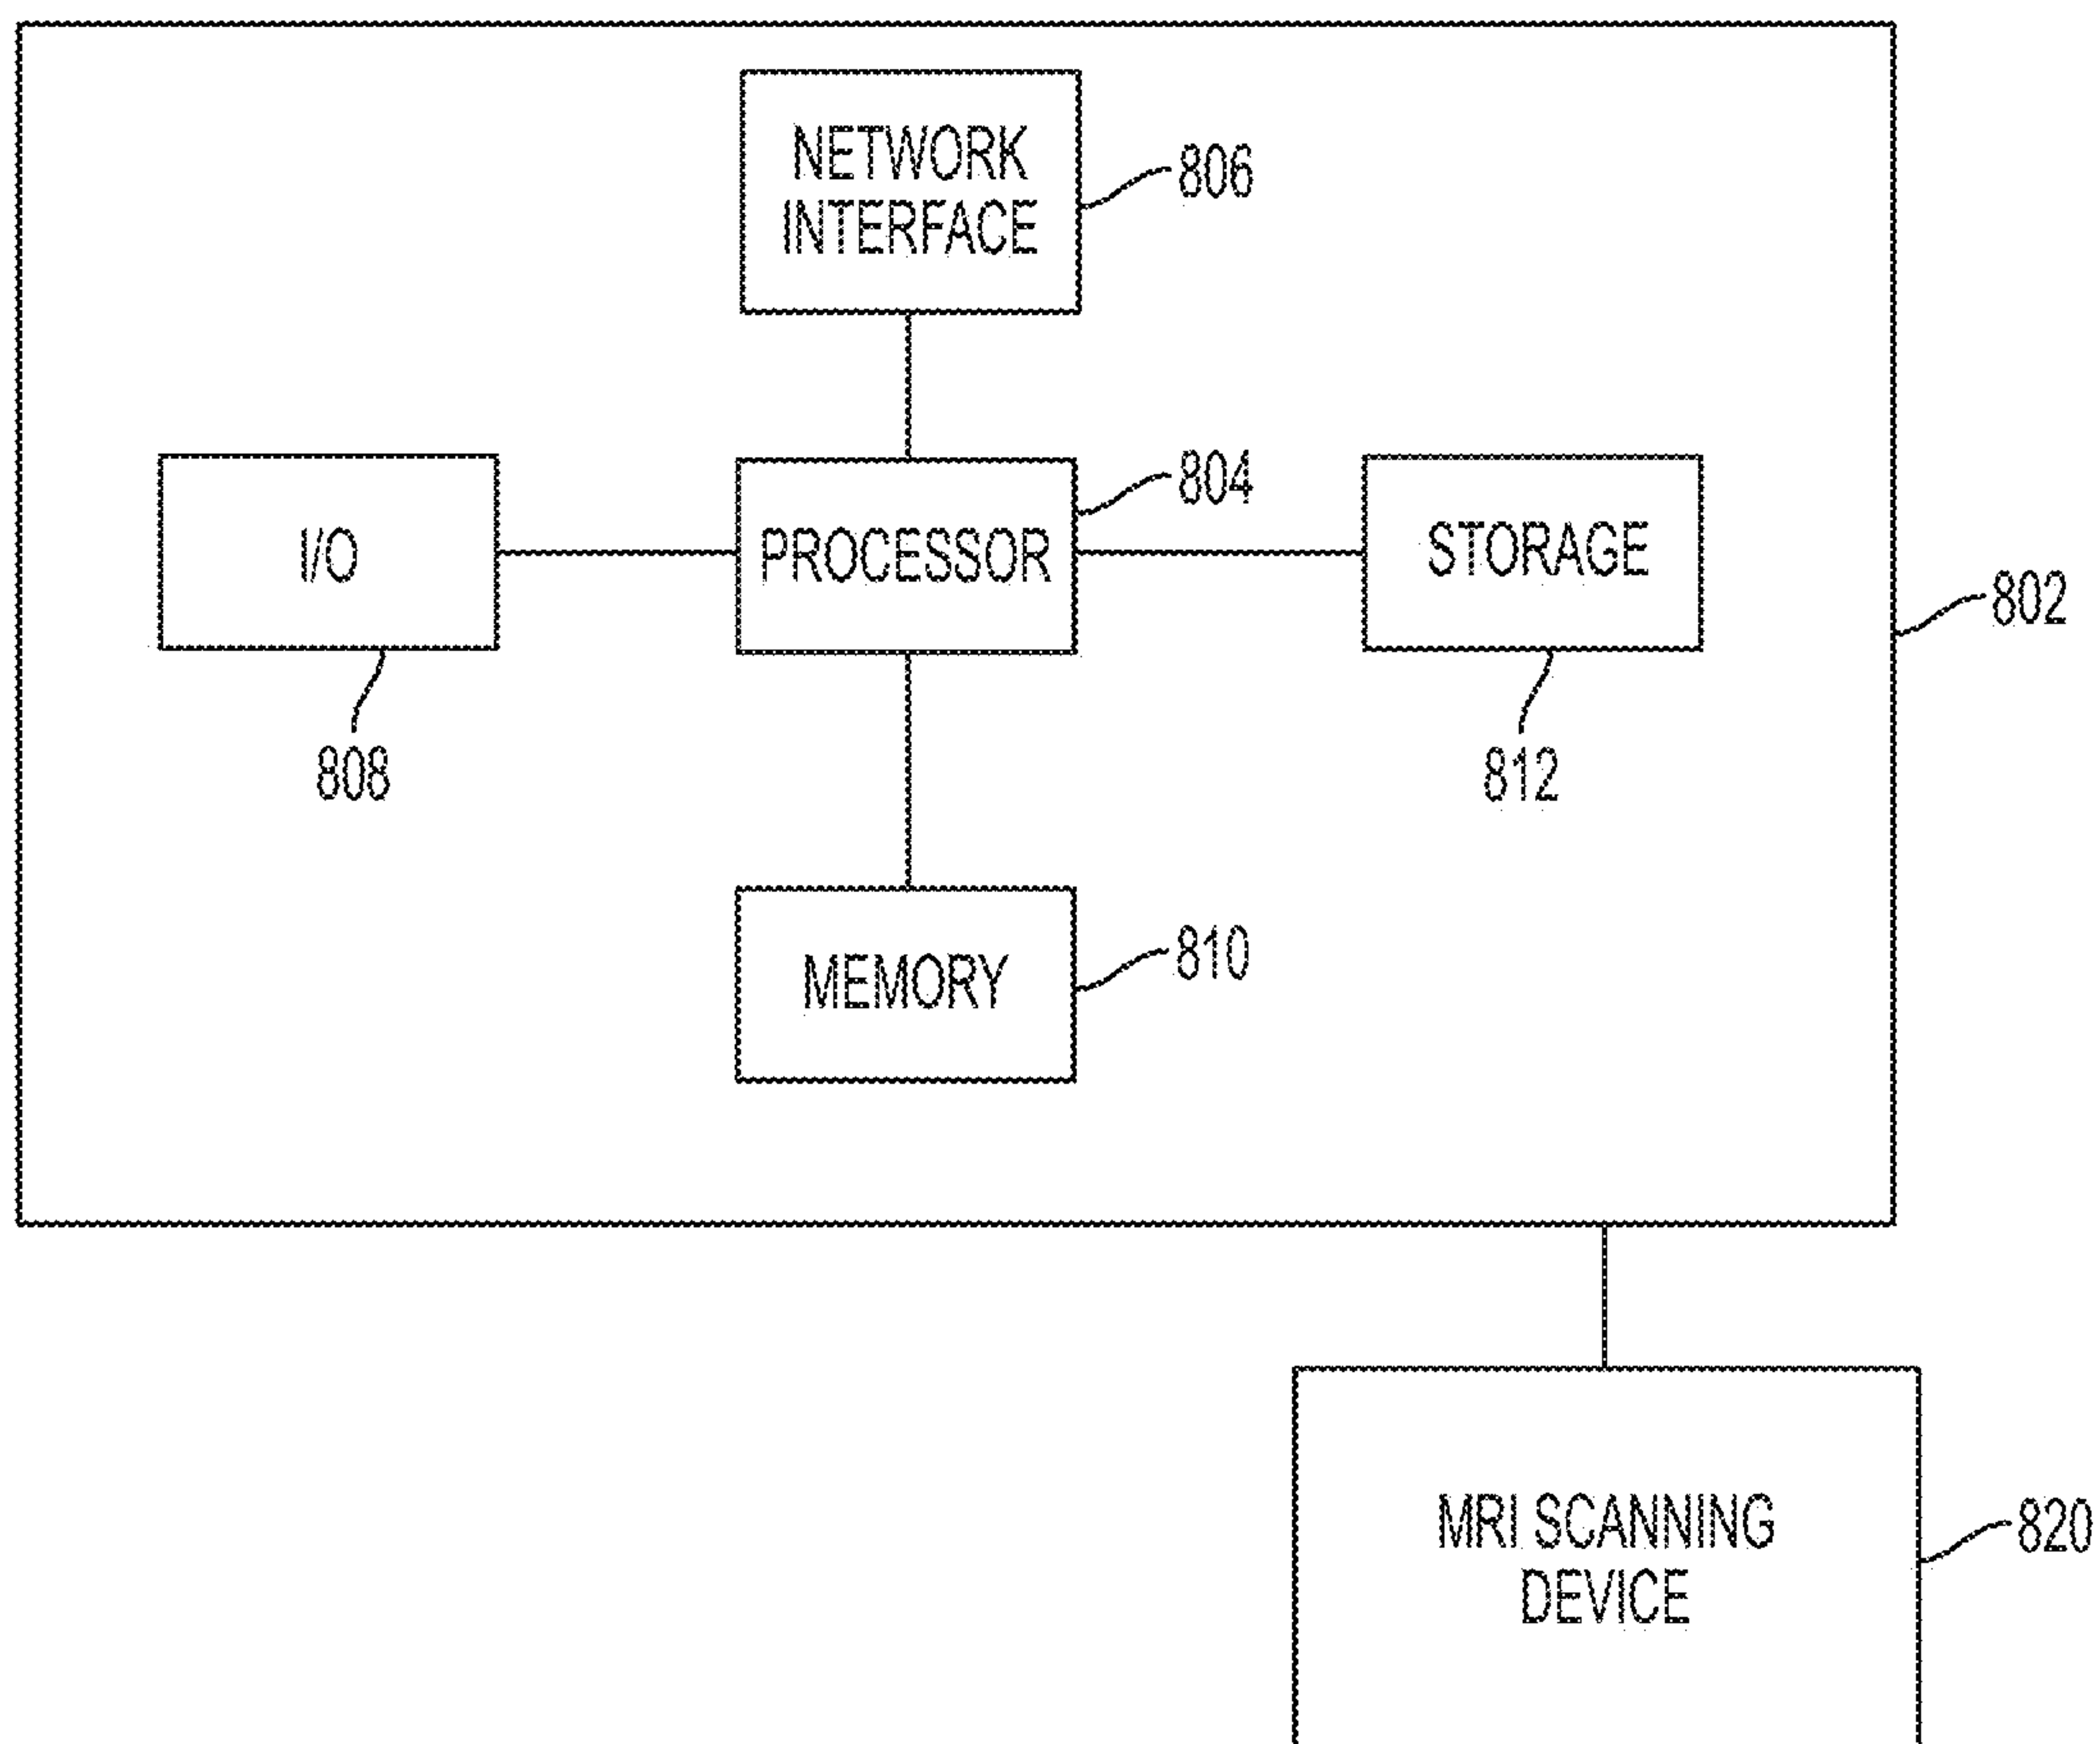 NETWORK
INTERFACE
806
804
I/O
PROCESSOR
STORAGE
802
808
812
MEMORY
810
MRI SCANNING
DEVICE
820